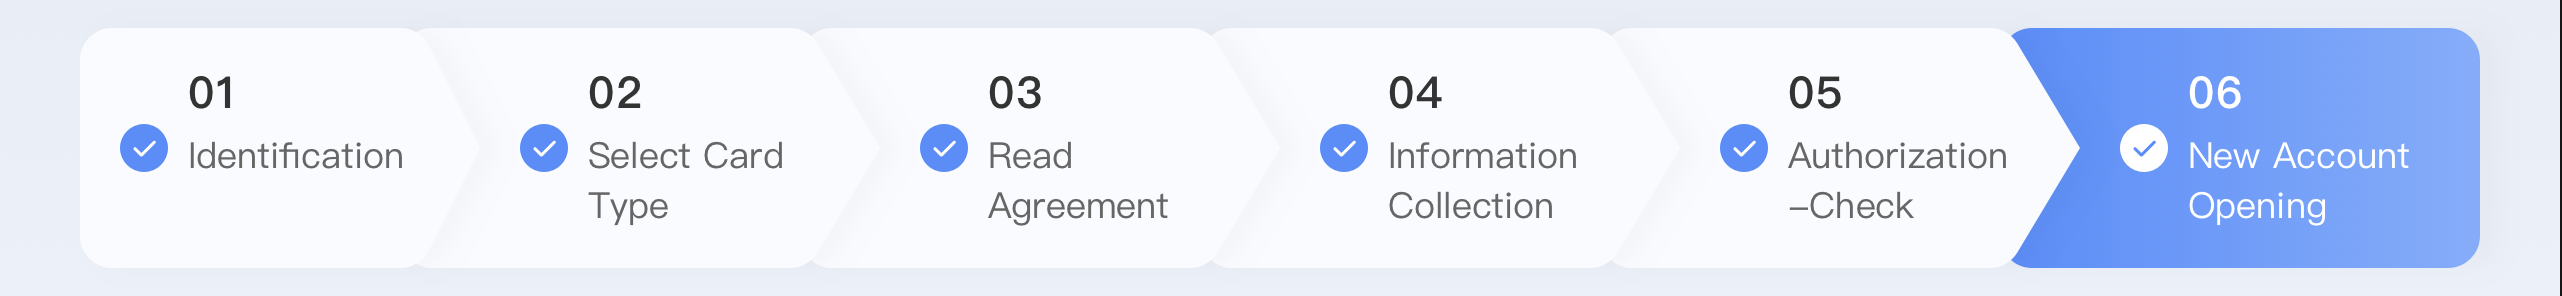 01
Identification
02
Select Card
Type
03
Read
Agreement
04
Information
Collection
05
Authorization
–Check
06
New Account
Opening